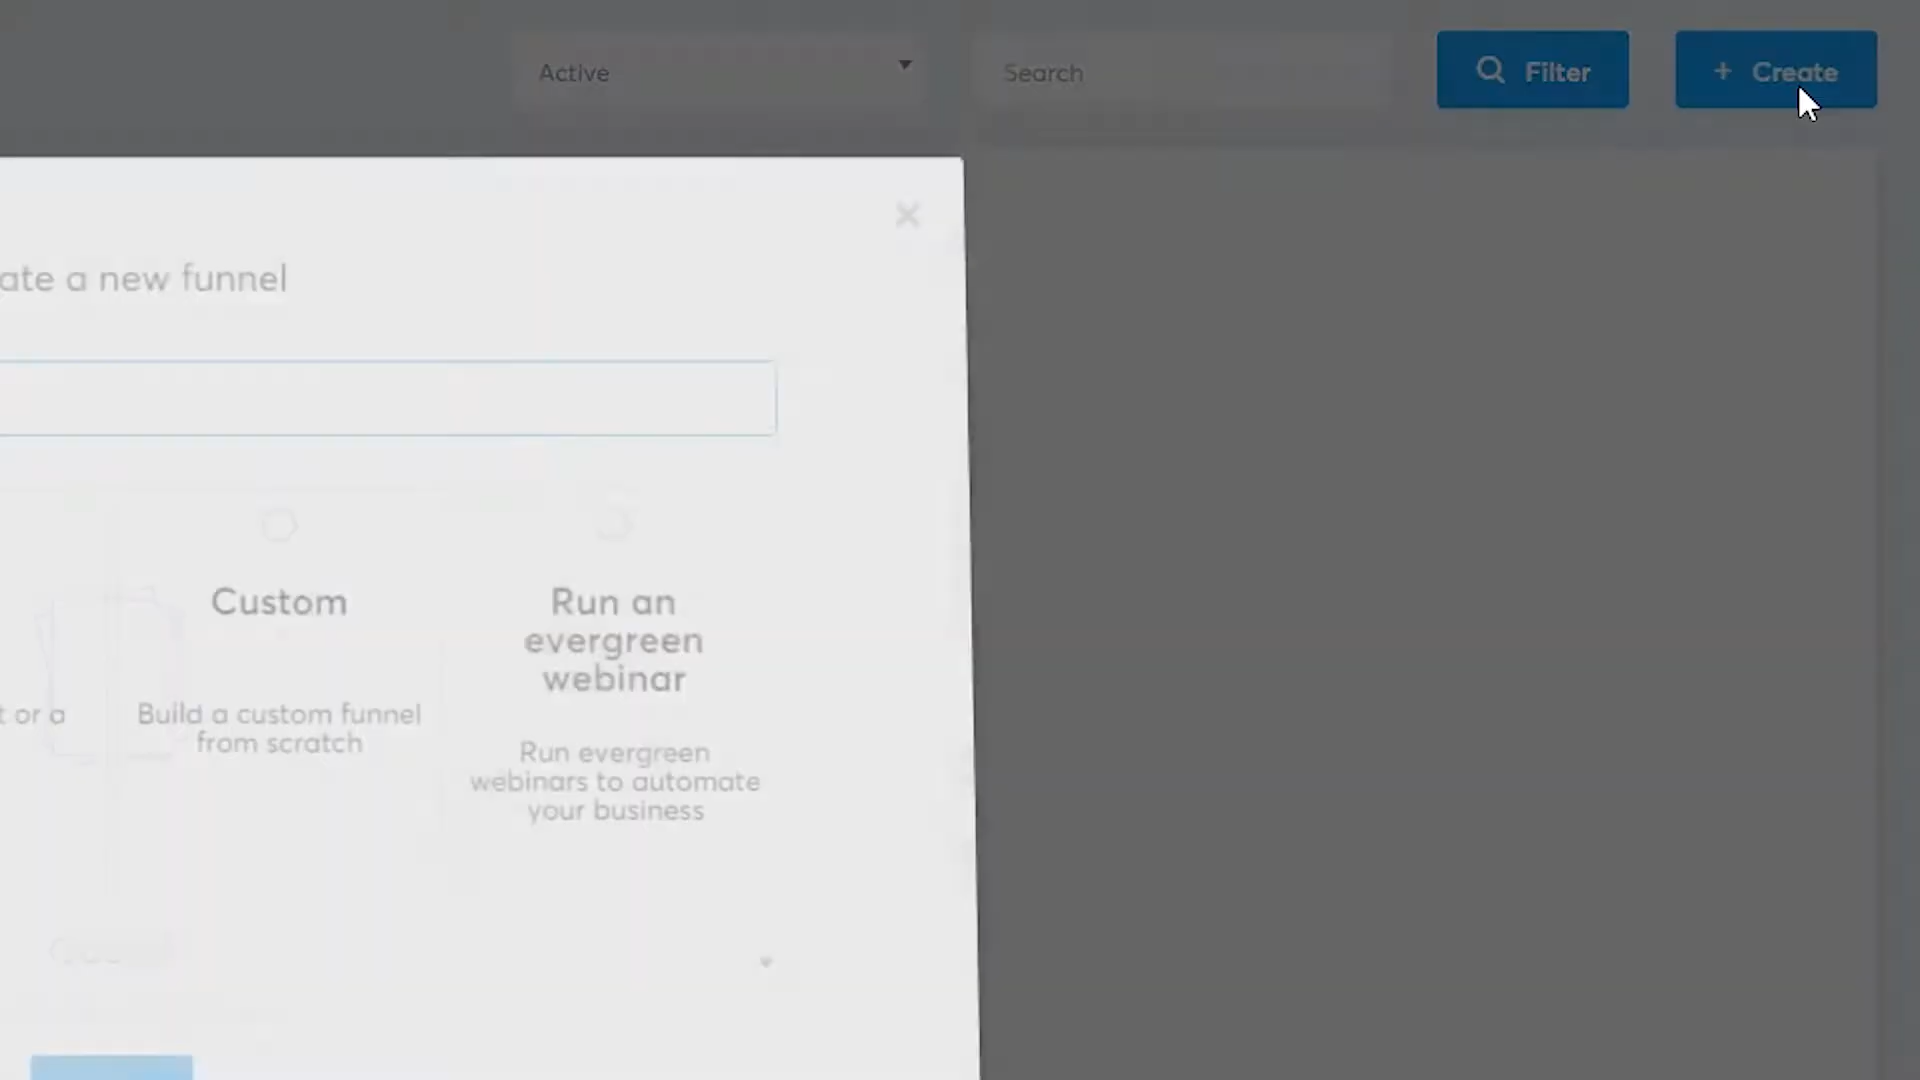 Active
Search
Filter
+ Create
ate a new funnel
Custom
Run an
evergreen
webinar
t or a
Build a custom funnel
from scratch
Run evergreen
webinars to automate
your business